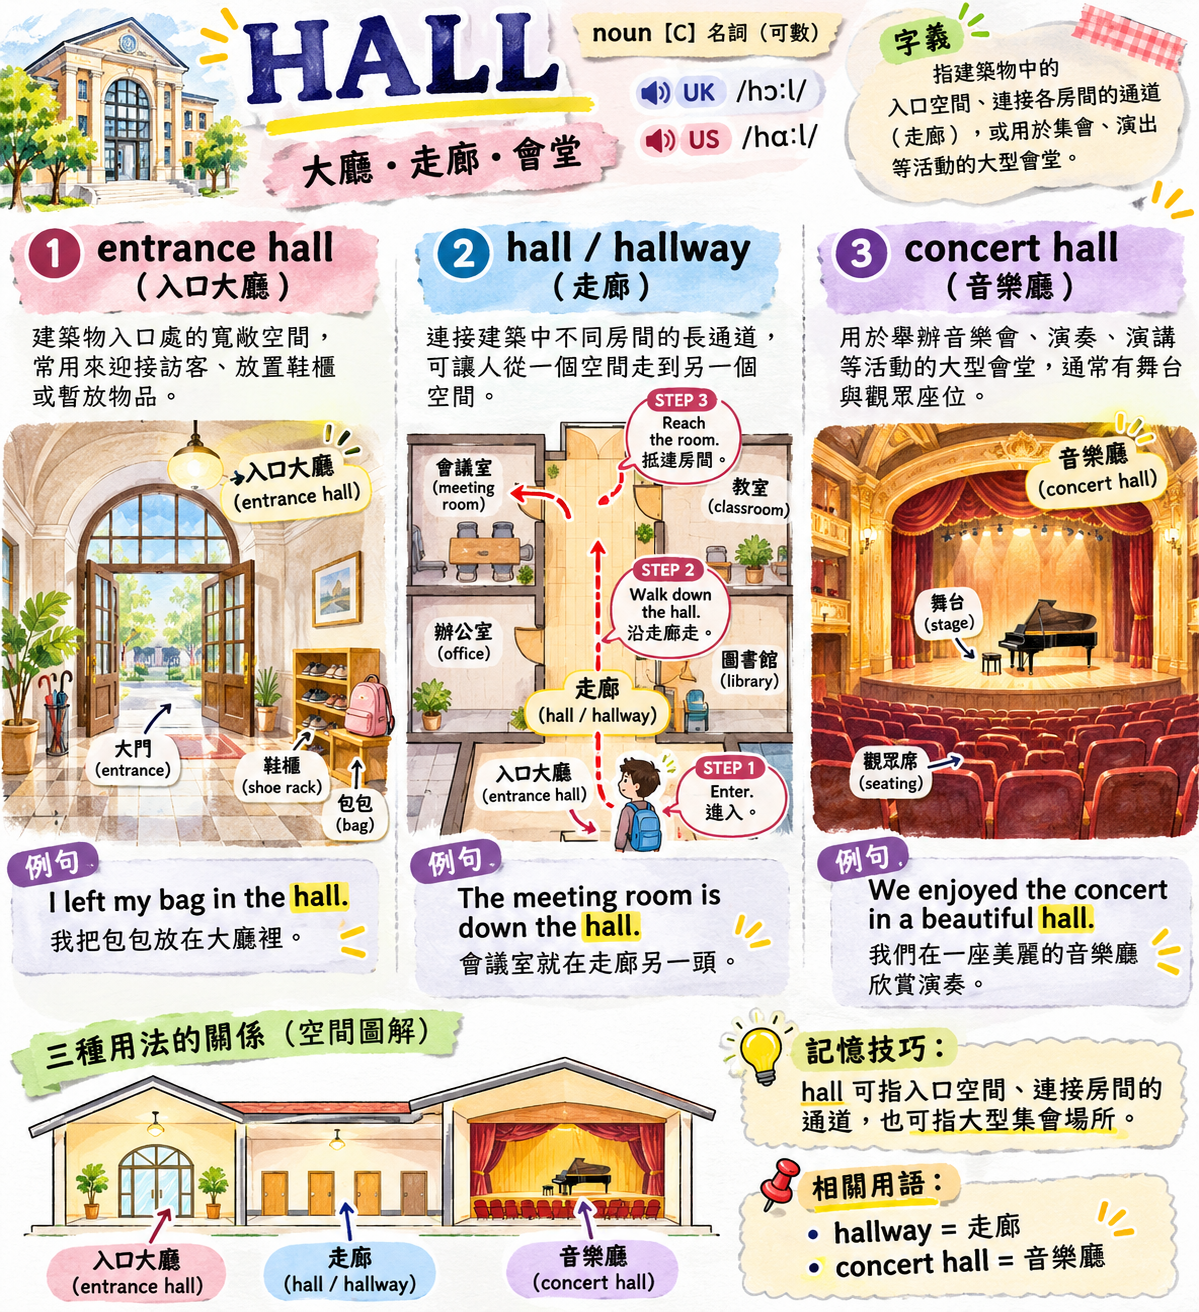 HALL
noun [C] 名詞（可數）
UK /hɔːl/
US /hɑːl/
大廳・走廊・會堂
字義
指建築物中的
入口空間、連接各房間的通道
（走廊），或用於集會、演出
等活動的大型會堂。
1 entrance hall
（入口大廳）
建築物入口處的寬敞空間，
常用來迎接訪客、放置鞋櫃
或暫放物品。
入口大廳
(entrance hall)
大門
(entrance)
鞋櫃
(shoe rack)
包包
(bag)
例句
I left my bag in the hall.
我把包包放在大廳裡。
2 hall / hallway
（走廊）
連接建築中不同房間的長通道，
可讓人從一個空間走到另一個
空間。
STEP 3
Reach
the room.
抵達房間。
會議室
(meeting
room)
教室
(classroom)
STEP 2
Walk down
the hall.
沿走廊走。
辦公室
(office)
圖書館
(library)
走廊
(hall / hallway)
入口大廳
(entrance hall)
STEP 1
Enter.
進入。
例句
The meeting room is
down the hall.
會議室就在走廊另一頭。
3 concert hall
（音樂廳）
用於舉辦音樂會、演奏、演講
等活動的大型會堂，通常有舞台
與觀眾座位。
音樂廳
(concert hall)
舞台
(stage)
觀眾席
(seating)
例句
We enjoyed the concert
in a beautiful hall.
我們在一座美麗的音樂廳
欣賞演奏。
三種用法的關係（空間圖解）
入口大廳
(entrance hall)
走廊
(hall / hallway)
音樂廳
(concert hall)
記憶技巧：
hall 可指入口空間、連接房間的
通道，也可指大型集會場所。
相關用語：
• hallway = 走廊
• concert hall = 音樂廳